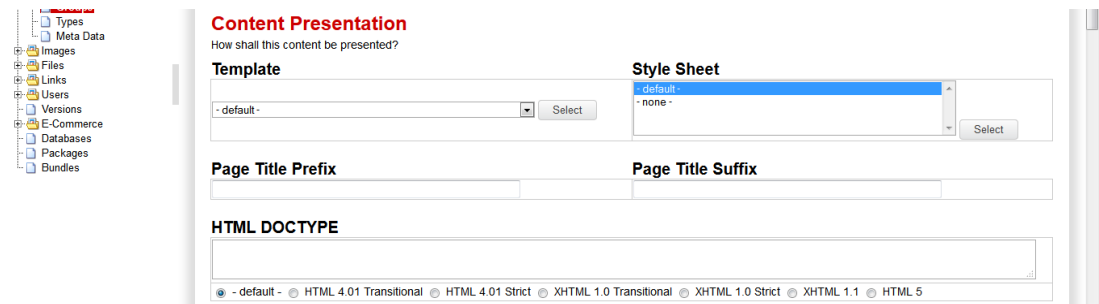 Groups
Types
Meta Data
Images
Files
Links
Users
Versions
E-Commerce
Databases
Packages
Bundles
Content Presentation
How shall this content be presented?
Template
Style Sheet
- default -
Select
- default -
- none -
Select
Page Title Prefix
Page Title Suffix
HTML DOCTYPE
- default - HTML 4.01 Transitional HTML 4.01 Strict XHTML 1.0 Transitional XHTML 1.0 Strict XHTML 1.1 HTML 5